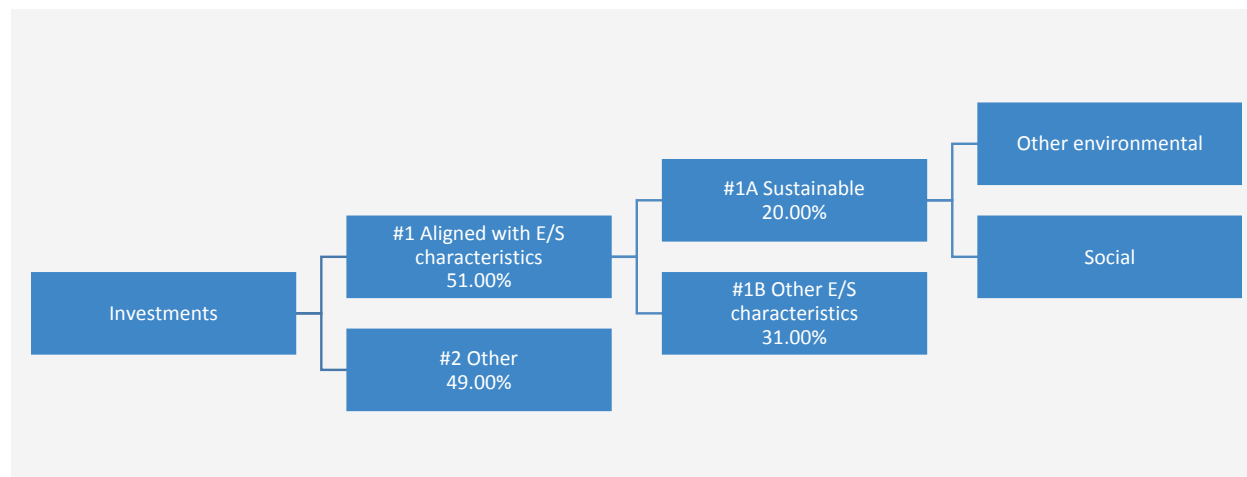 Investments
#1 Aligned with E/S
characteristics
51.00%
#2 Other
49.00%
#1A Sustainable
20.00%
#1B Other E/S
characteristics
31.00%
Other environmental
Social